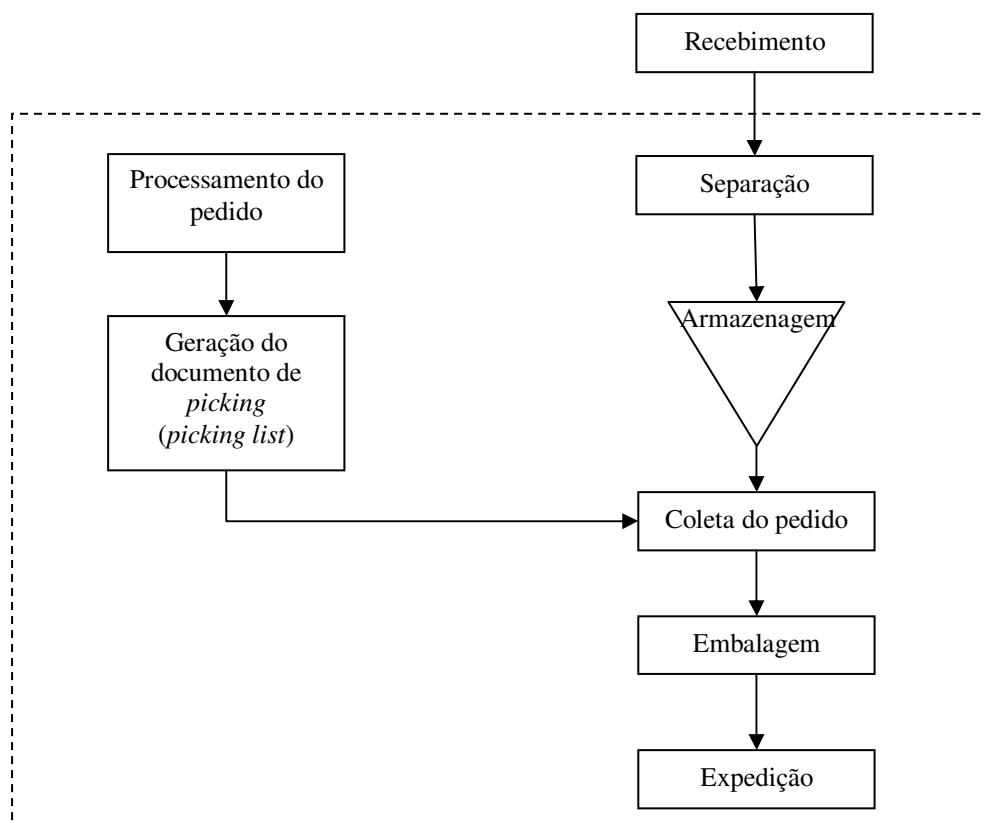 Recebimento
Processamento do
pedido
Separação
Geração do
documento de
picking
(picking list)
Armazenagem
Coleta do pedido
Embalagem
Expedição